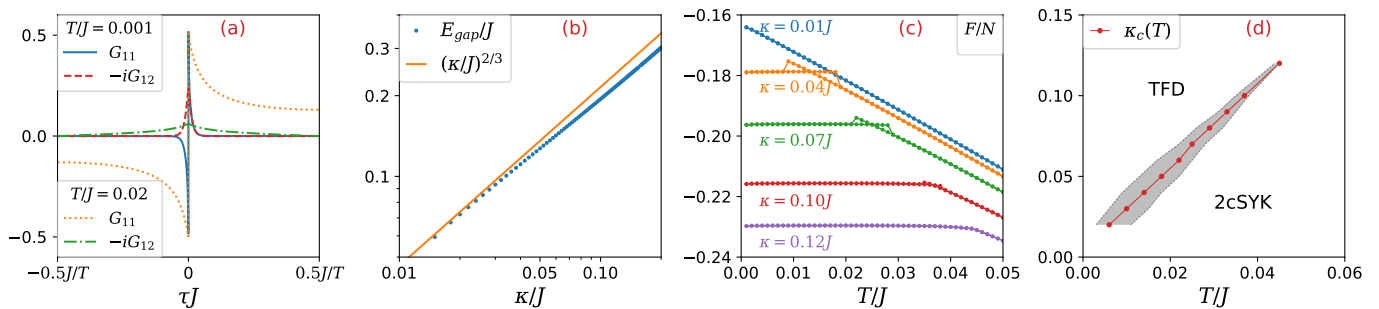 (a)
T/J = 0.001
G₁₁
−iG₁₂
T/J = 0.02
G₁₁
−iG₁₂
0.5
0.0
−0.5
−0.5J/T
0
0.5J/T
τJ
(b)
E_gap/J
(κ/J)^{2/3}
0.3
0.2
0.1
0.01
0.05
0.10
κ/J
(c)
F/N
κ = 0.01J
κ = 0.04J
κ = 0.07J
κ = 0.10J
κ = 0.12J
−0.16
−0.18
−0.20
−0.22
−0.24
0.00
0.01
0.02
0.03
0.04
0.05
T/J
(d)
κ_c(T)
TFD
2cSYK
0.15
0.10
0.05
0.00
0.00
0.02
0.04
0.06
T/J